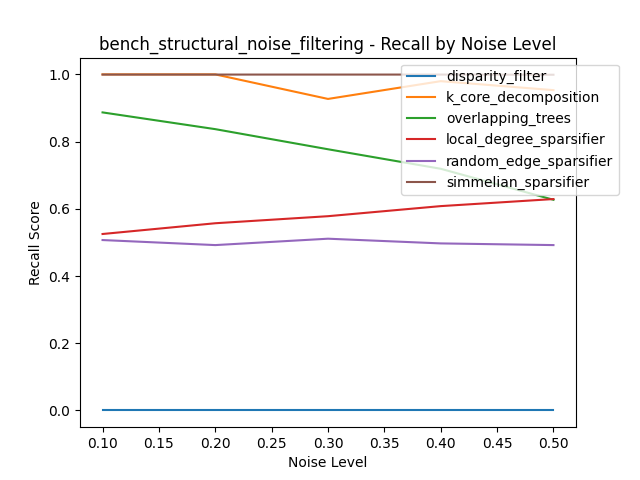 bench_structural_noise_filtering - Recall by Noise Level
disparity_filter
k_core_decomposition
overlapping_trees
local_degree_sparsifier
random_edge_sparsifier
simmelian_sparsifier
Recall Score
1.0
0.8
0.6
0.4
0.2
0.0
0.10 0.15 0.20 0.25 0.30 0.35 0.40 0.45 0.50
Noise Level